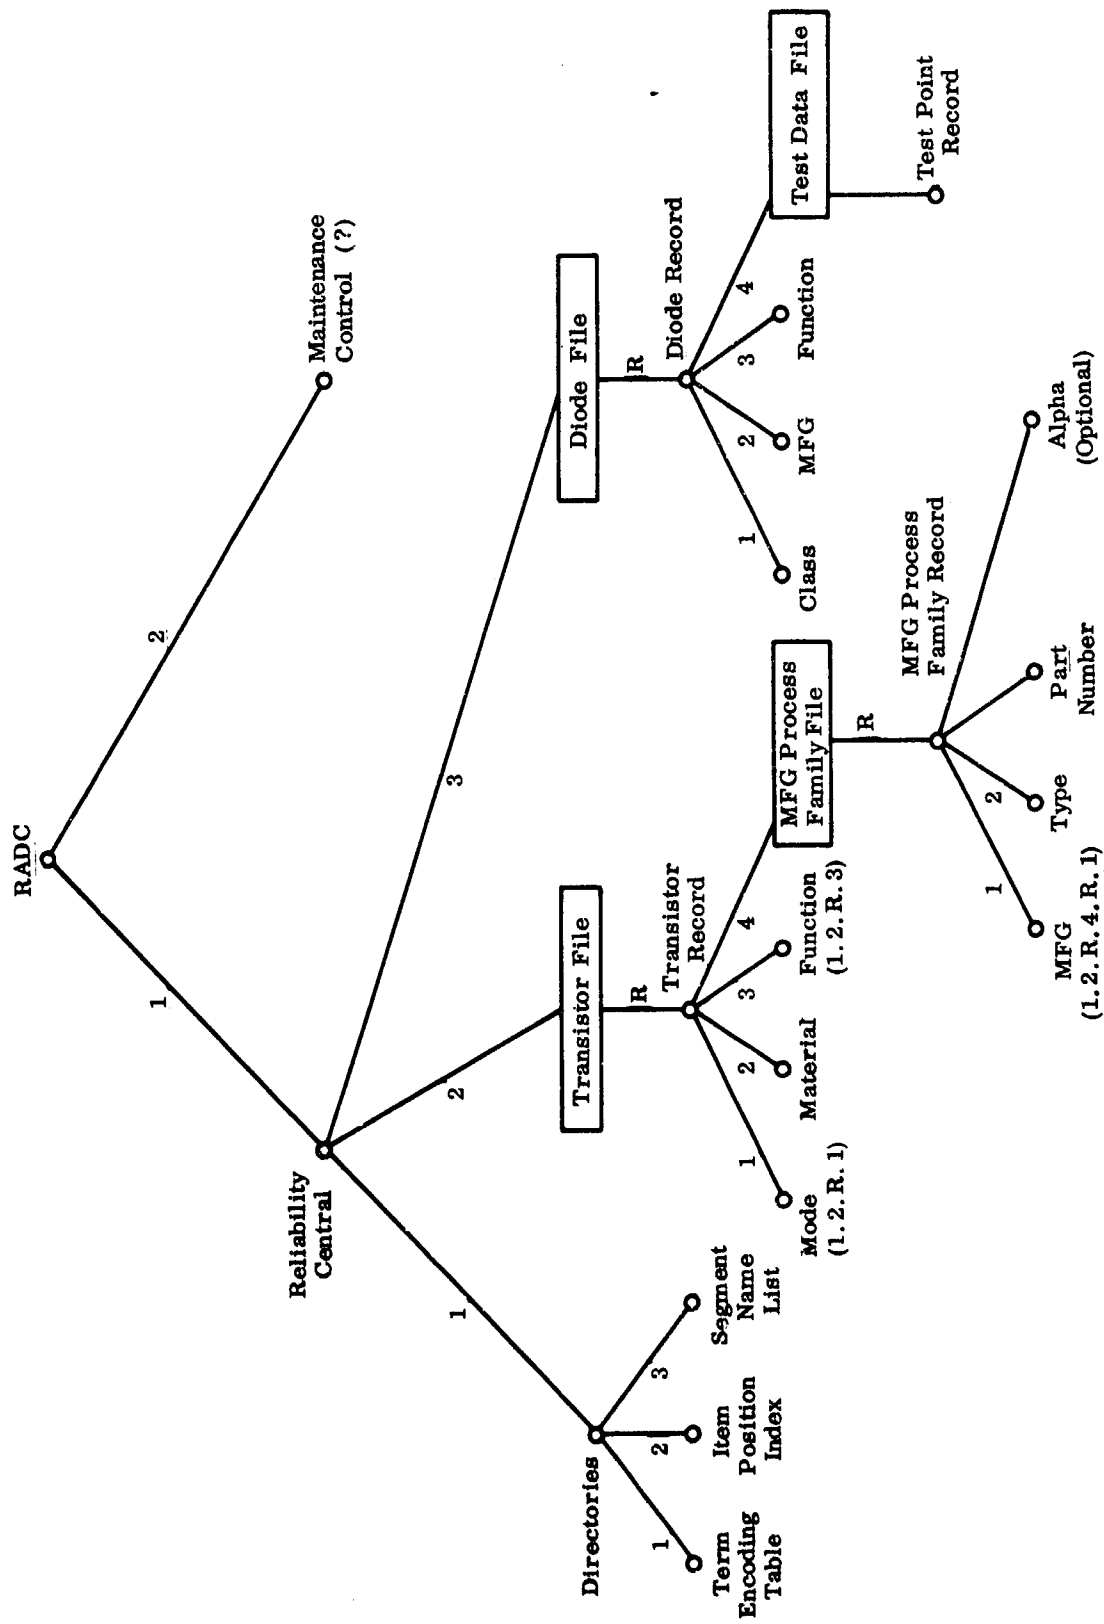 RADC
1
2
Reliability
Central
Maintenance
Control (?)
1
2
3
Directories
Transistor File
Diode File
1
2
3
R
R
Term
Encoding
Table
Item
Position
Index
Segment
Name
List
Transistor
Record
Diode Record
1
2
3
4
1
2
3
4
Mode
(1. 2. R. 1)
Material
Function
(1. 2. R. 3)
MFG Process
Family File
Class
MFG
Function
Test Data File
R
MFG Process
Family Record
Test Point
Record
1
2
MFG
(1. 2. R. 4. R. 1)
Type
Part
Number
Alpha
(Optional)